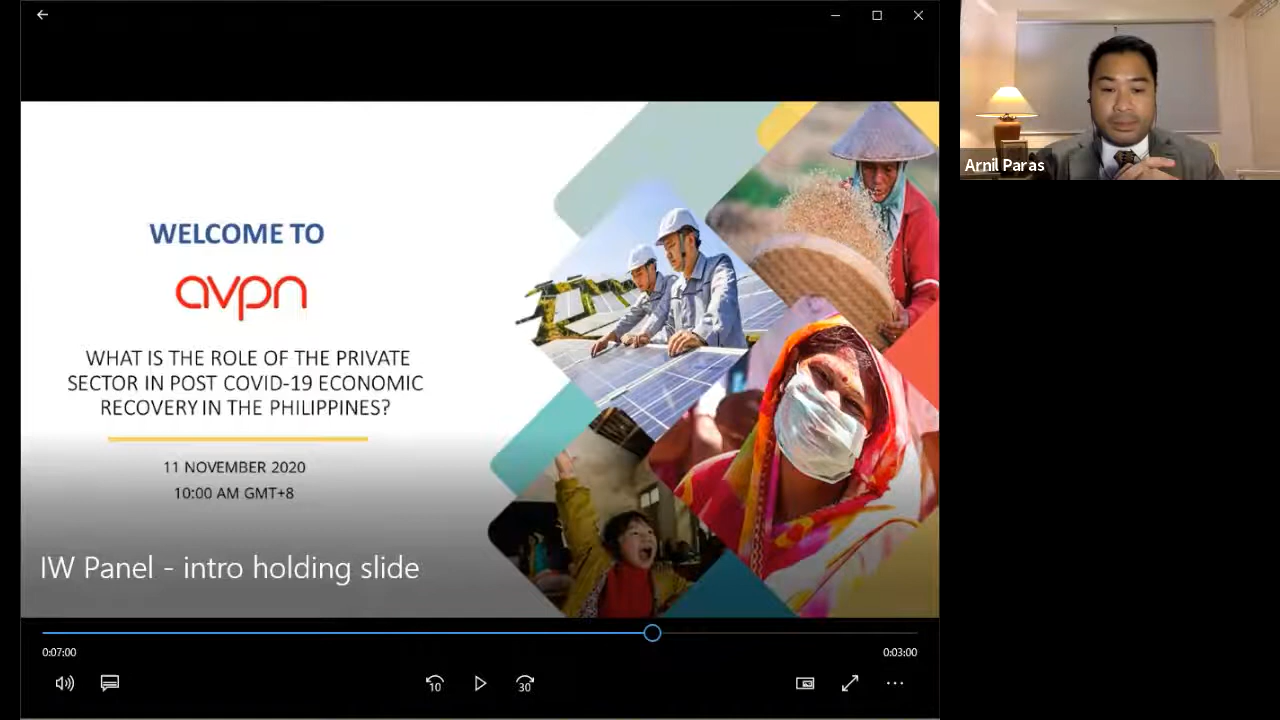 WELCOME TO
avpn
WHAT IS THE ROLE OF THE PRIVATE
SECTOR IN POST COVID-19 ECONOMIC
RECOVERY IN THE PHILIPPINES?
11 NOVEMBER 2020
10:00 AM GMT+8
IW Panel - intro holding slide
0:07:00
0:03:00
10
30
Arnil Paras